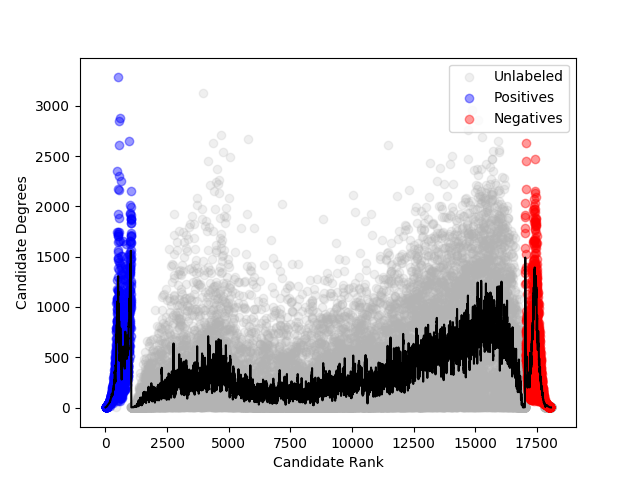 Unlabeled
Positives
Negatives
Candidate Degrees
3000
2500
2000
1500
1000
500
0
0 2500 5000 7500 10000 12500 15000 17500
Candidate Rank